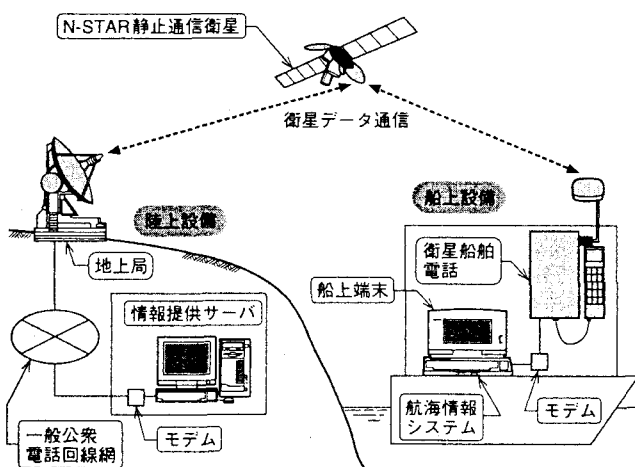 N-STAR静止通信衛星
衛星データ通信
陸上設備
船上設備
地上局
衛星船舶
電話
船上端末
情報提供サーバ
モデム
一般公衆
電話回線網
航海情報
システム
モデム